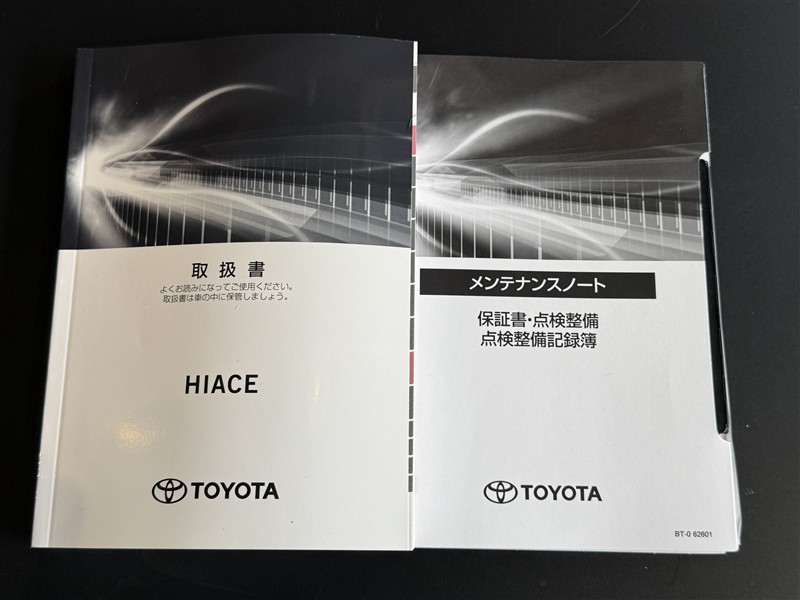 取扱書
よくお読みになってご使用ください。
取扱書は車の中に保管しましょう。
HIACE
TOYOTA
メンテナンスノート
保証書・点検整備
点検整備記録簿
TOYOTA
BT-0 62601